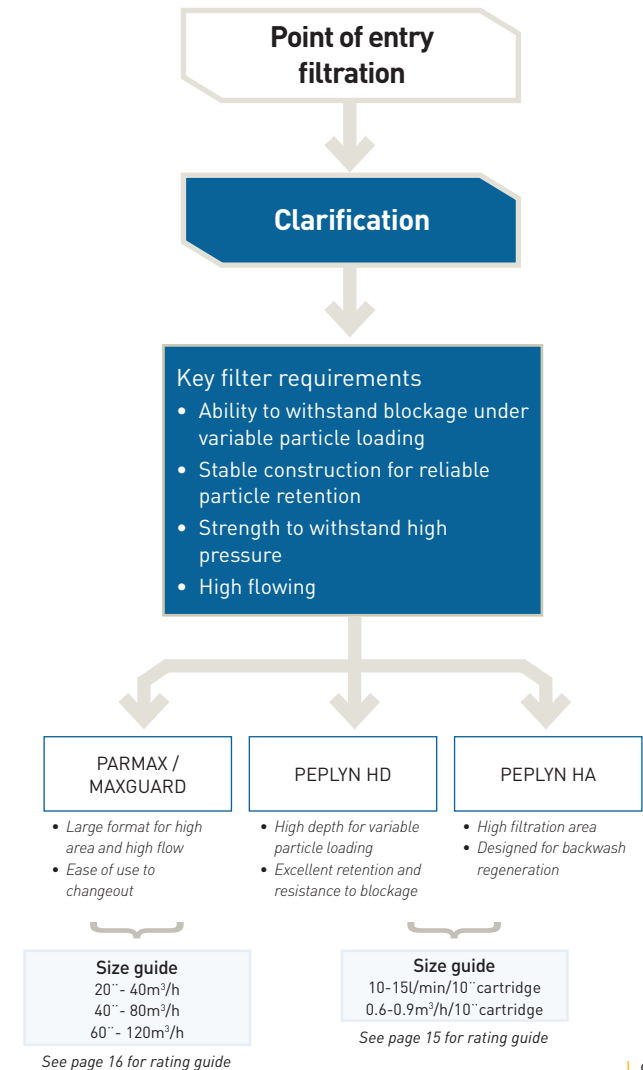 Point of entry
filtration
Clarification
Key filter requirements
• Ability to withstand blockage under
variable particle loading
• Stable construction for reliable
particle retention
• Strength to withstand high
pressure
• High flowing
PARMAX /
MAXGUARD
• Large format for high
area and high flow
• Ease of use to
changeout
Size guide
20¨- 40m³/h
40¨- 80m³/h
60¨- 120m³/h
See page 16 for rating guide
PEPLYN HD
• High depth for variable
particle loading
• Excellent retention and
resistance to blockage
PEPLYN HA
• High filtration area
• Designed for backwash
regeneration
Size guide
10-15l/min/10¨cartridge
0.6-0.9m³/h/10¨cartridge
See page 15 for rating guide